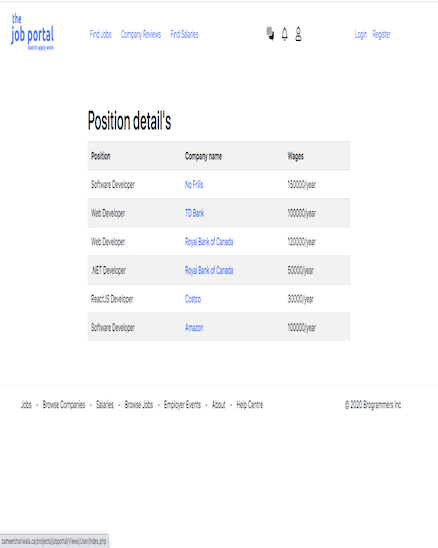 the
job portal
search apply work
Find Jobs Company Reviews Find Salaries Login Register
Position detail's
Position Company name Wages
Software Developer No Frills 150000/year
Web Developer TD Bank 100000/year
Web Developer Royal Bank of Canada 120000/year
.NET Developer Royal Bank of Canada 50000/year
ReactJS Developer Costco 30000/year
Software Developer Amazon 100000/year
Jobs - Browse Companies - Salaries - Browse Jobs - Employer Events - About - Help Centre © 2020 Brogrammers Inc
zameerchariwala.ca/projects/jobportal/Views/User/index.php